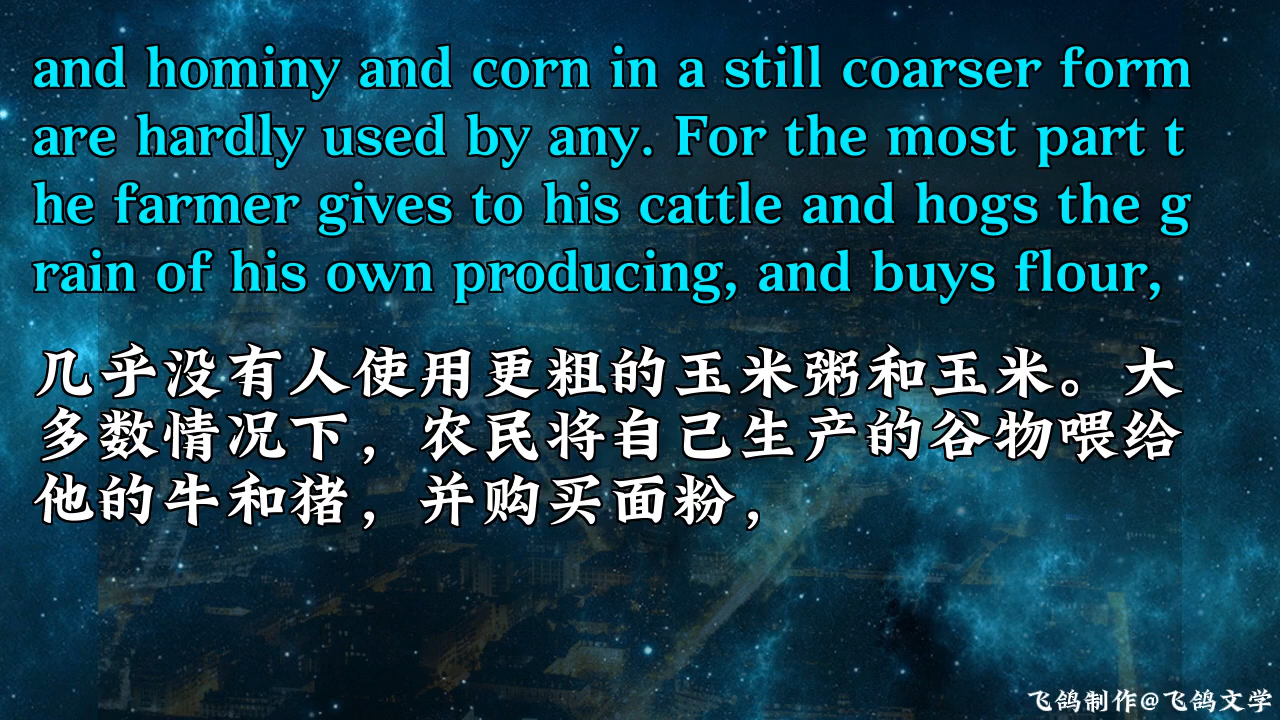 and hominy and corn in a still coarser form
are hardly used by any. For the most part t
he farmer gives to his cattle and hogs the g
rain of his own producing, and buys flour,
几乎没有人使用更粗的玉米粥和玉米。大
多数情况下，农民将自己生产的谷物喂给
他的牛和猪，并购买面粉，
飞鸽制作@飞鸽文学